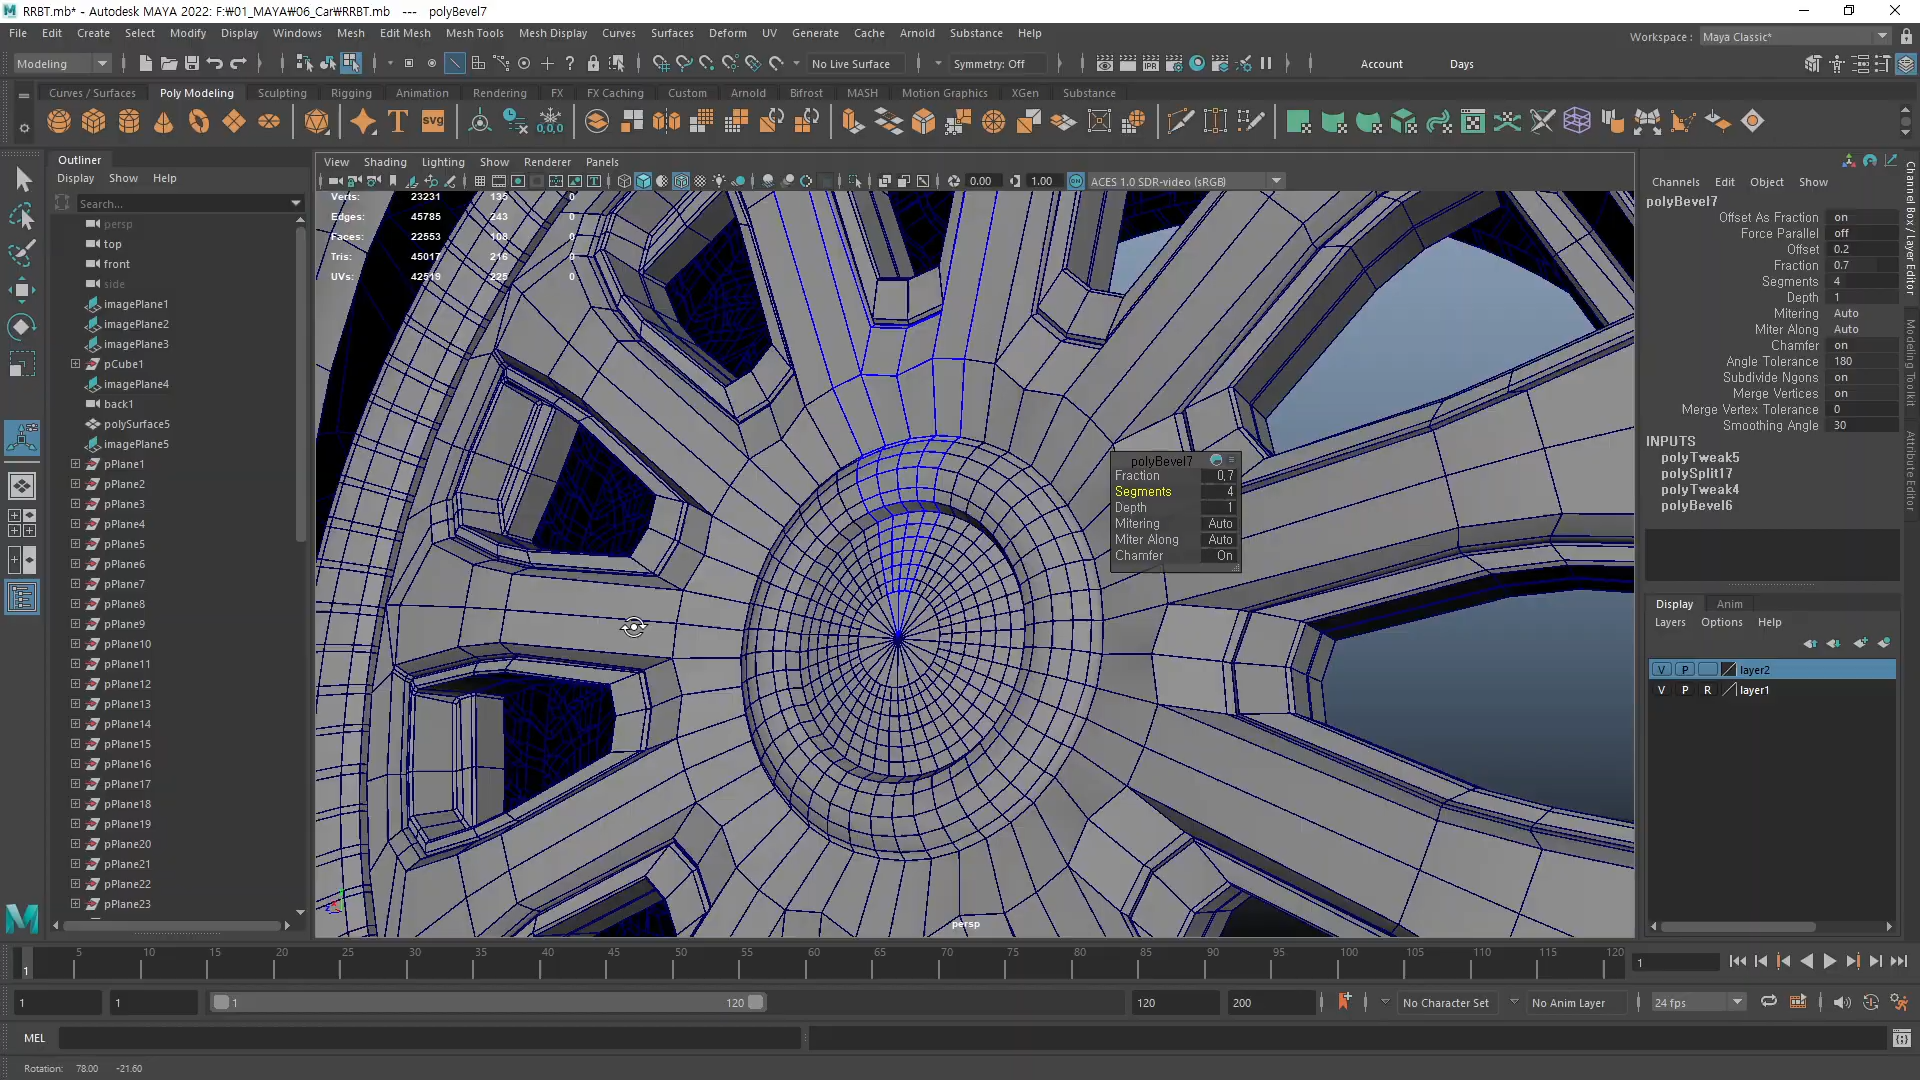 RRBT.mb* - Autodesk MAYA 2022: F:₩01_MAYA₩06_Car₩RRBT.mb   ---   polyBevel7
File Edit Create Select Modify Display Windows Mesh Edit Mesh Mesh Tools Mesh Display Curves Surfaces Deform UV Generate Cache Arnold Substance Help
Workspace : Maya Classic*
Modeling No Live Surface Symmetry: Off Account Days
Curves / Surfaces Poly Modeling Sculpting Rigging Animation Rendering FX FX Caching Custom Arnold Bifrost MASH Motion Graphics XGen Substance
T svg 0,0,0
Outliner
Display Show Help
Search...
persp
top
front
side
imagePlane1
imagePlane2
imagePlane3
pCube1
imagePlane4
back1
polySurface5
imagePlane5
pPlane1
pPlane2
pPlane3
pPlane4
pPlane5
pPlane6
pPlane7
pPlane8
pPlane9
pPlane10
pPlane11
pPlane12
pPlane13
pPlane14
pPlane15
pPlane16
pPlane17
pPlane18
pPlane19
pPlane20
pPlane21
pPlane22
pPlane23
View Shading Lighting Show Renderer Panels
0.00 1.00 ACES 1.0 SDR-video (sRGB)
Verts: 23231 135 0
Edges: 45785 243 0
Faces: 22553 108 0
Tris: 45017 216 0
UVs: 42519 225 0
polyBevel7
Fraction 0.7
Segments 4
Depth 1
Mitering Auto
Miter Along Auto
Chamfer On
persp
Channels Edit Object Show
polyBevel7
Offset As Fraction on
Force Parallel off
Offset 0.2
Fraction 0.7
Segments 4
Depth 1
Mitering Auto
Miter Along Auto
Chamfer on
Angle Tolerance 180
Subdivide Ngons on
Merge Vertices on
Merge Vertex Tolerance 0
Smoothing Angle 30
INPUTS
polyTweak5
polySplit17
polyTweak4
polyBevel6
Display Anim
Layers Options Help
V P layer2
V P R layer1
Channel Box / Layer Editor
Modeling Toolkit
Attribute Editor
5 10 15 20 25 30 35 40 45 50 55 60 65 70 75 80 85 90 95 100 105 110 115 120
1 1
1 1 1 120 120 200 No Character Set No Anim Layer 24 fps
MEL
Rotation: 78.00 -21.60